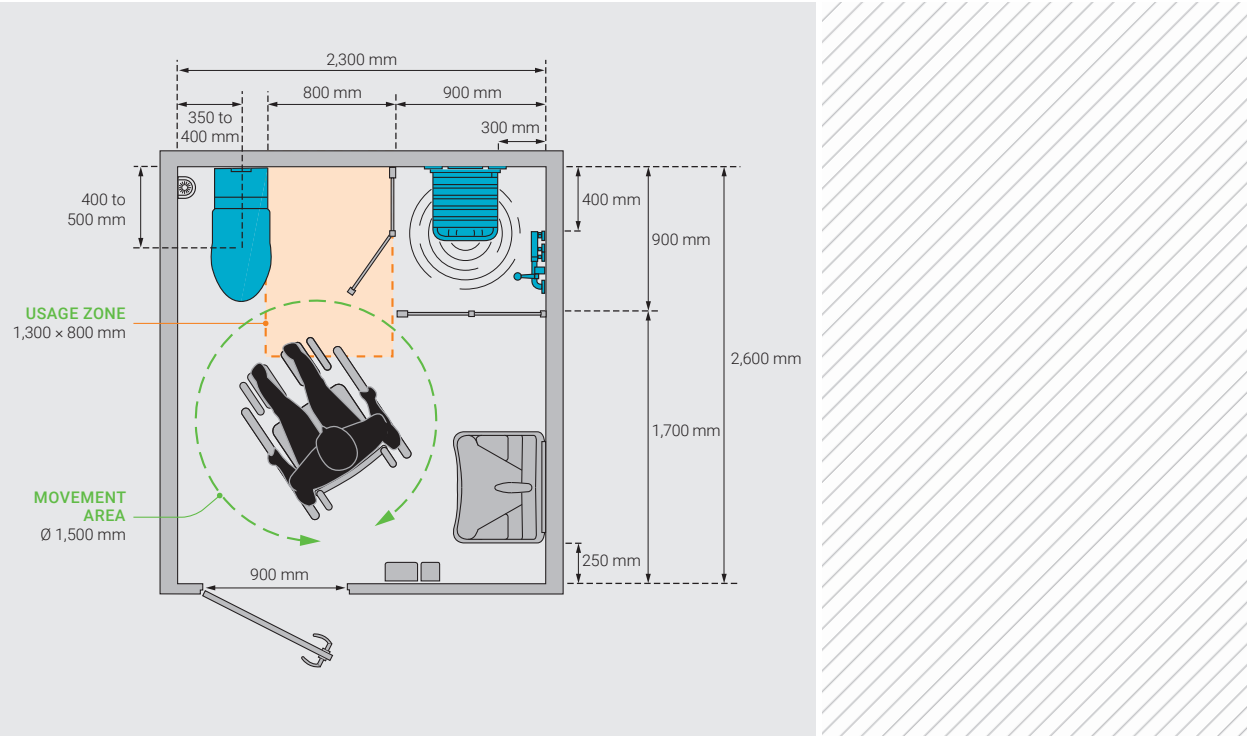 2,300 mm
800 mm
900 mm
350 to
400 mm
300 mm
400 to
500 mm
400 mm
900 mm
USAGE ZONE
1,300 × 800 mm
2,600 mm
1,700 mm
MOVEMENT
AREA
Ø 1,500 mm
250 mm
900 mm